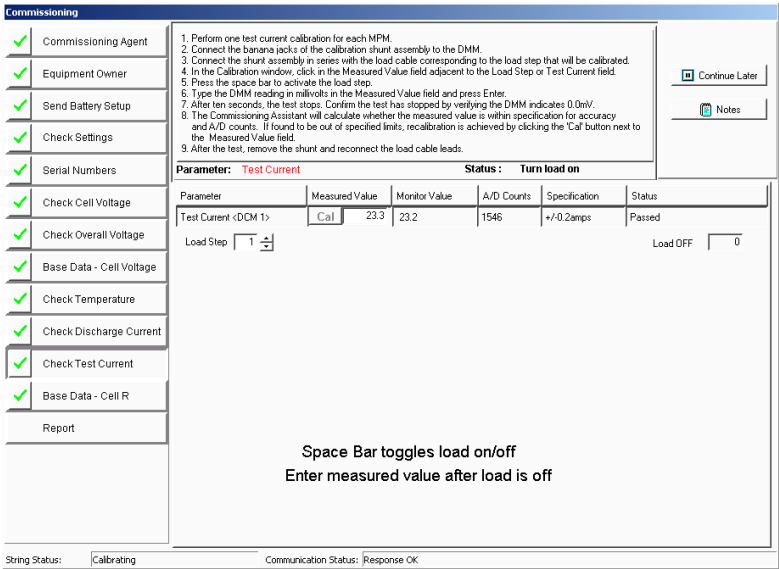 Commissioning
Commissioning Agent
Equipment Owner
Send Battery Setup
Check Settings
Serial Numbers
Check Cell Voltage
Check Overall Voltage
Base Data - Cell Voltage
Check Temperature
Check Discharge Current
Check Test Current
Base Data - Cell R
Report
1. Perform one test current calibration for each MPM.
2. Connect the banana jacks of the calibration shunt assembly to the DMM.
3. Connect the shunt assembly in series with the load cable corresponding to the load step that will be calibrated.
4. In the Calibration window, click in the Measured Value field adjacent to the Load Step or Test Current field.
5. Press the space bar to activate the load step.
6. Type the DMM reading in millivolts in the Measured Value field and press Enter.
7. After ten seconds, the test stops. Confirm the test has stopped by verifying the DMM indicates 0.0mV.
8. The Commissioning Assistant will calculate whether the measured value is within specification for accuracy
and A/D counts. If found to be out of specified limits, recalibration is achieved by clicking the 'Cal' button next to
the Measured Value field.
9. After the test, remove the shunt and reconnect the load cable leads.
Parameter: Test Current Status : Turn load on
Continue Later
Notes
Parameter Measured Value Monitor Value A/D Counts Specification Status
Test Current <DCM 1> Cal 23.3 23.2 1546 +/-0.2amps Passed
Load Step 1 Load OFF 0
Space Bar toggles load on/off
Enter measured value after load is off
String Status: Calibrating Communication Status: Response OK